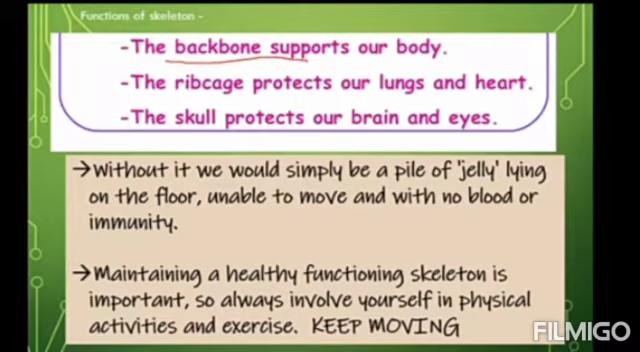 Functions of skeleton -
-The backbone supports our body.
-The ribcage protects our lungs and heart.
-The skull protects our brain and eyes.
→Without it we would simply be a pile of 'jelly' lying
on the floor, unable to move and with no blood or
immunity.
→Maintaining a healthy functioning skeleton is
important, so always involve yourself in physical
activities and exercise. KEEP MOVING
FILMIGO